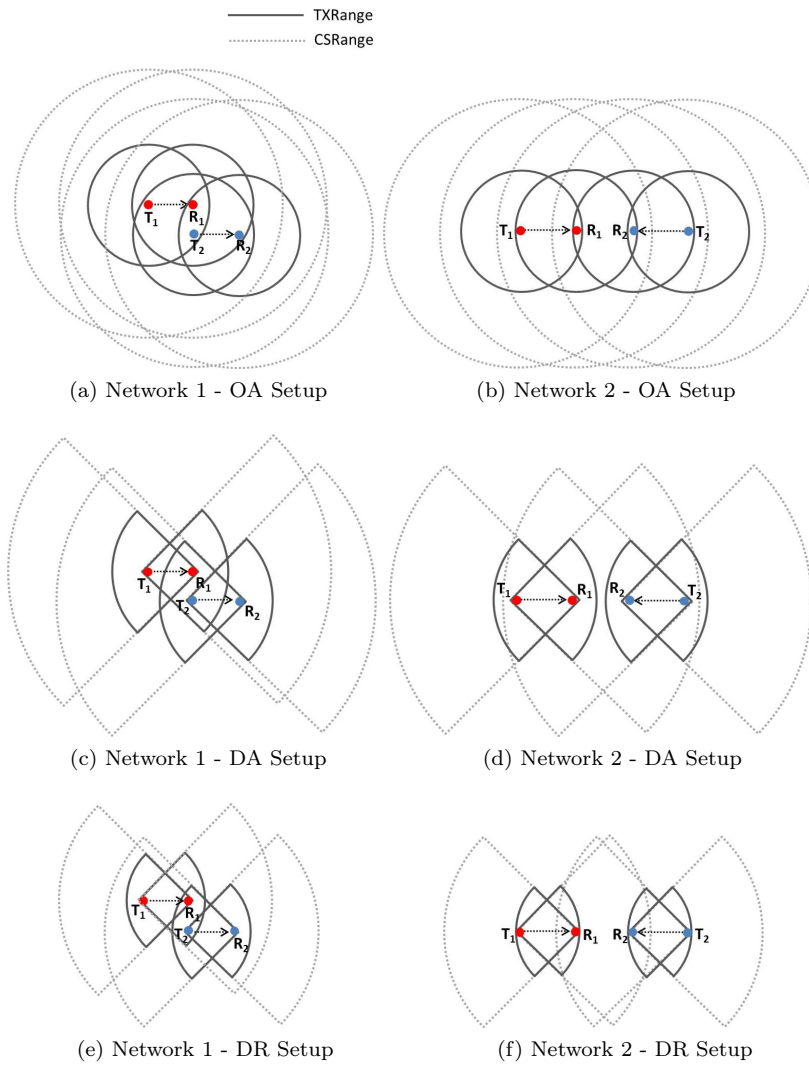 TXRange
CSRange
T1 R1
T2 R2
(a) Network 1 - OA Setup
T1 R1 R2 T2
(b) Network 2 - OA Setup
T1 R1
T2 R2
(c) Network 1 - DA Setup
T1 R1 R2 T2
(d) Network 2 - DA Setup
T1 R1
T2 R2
(e) Network 1 - DR Setup
T1 R1 R2 T2
(f) Network 2 - DR Setup